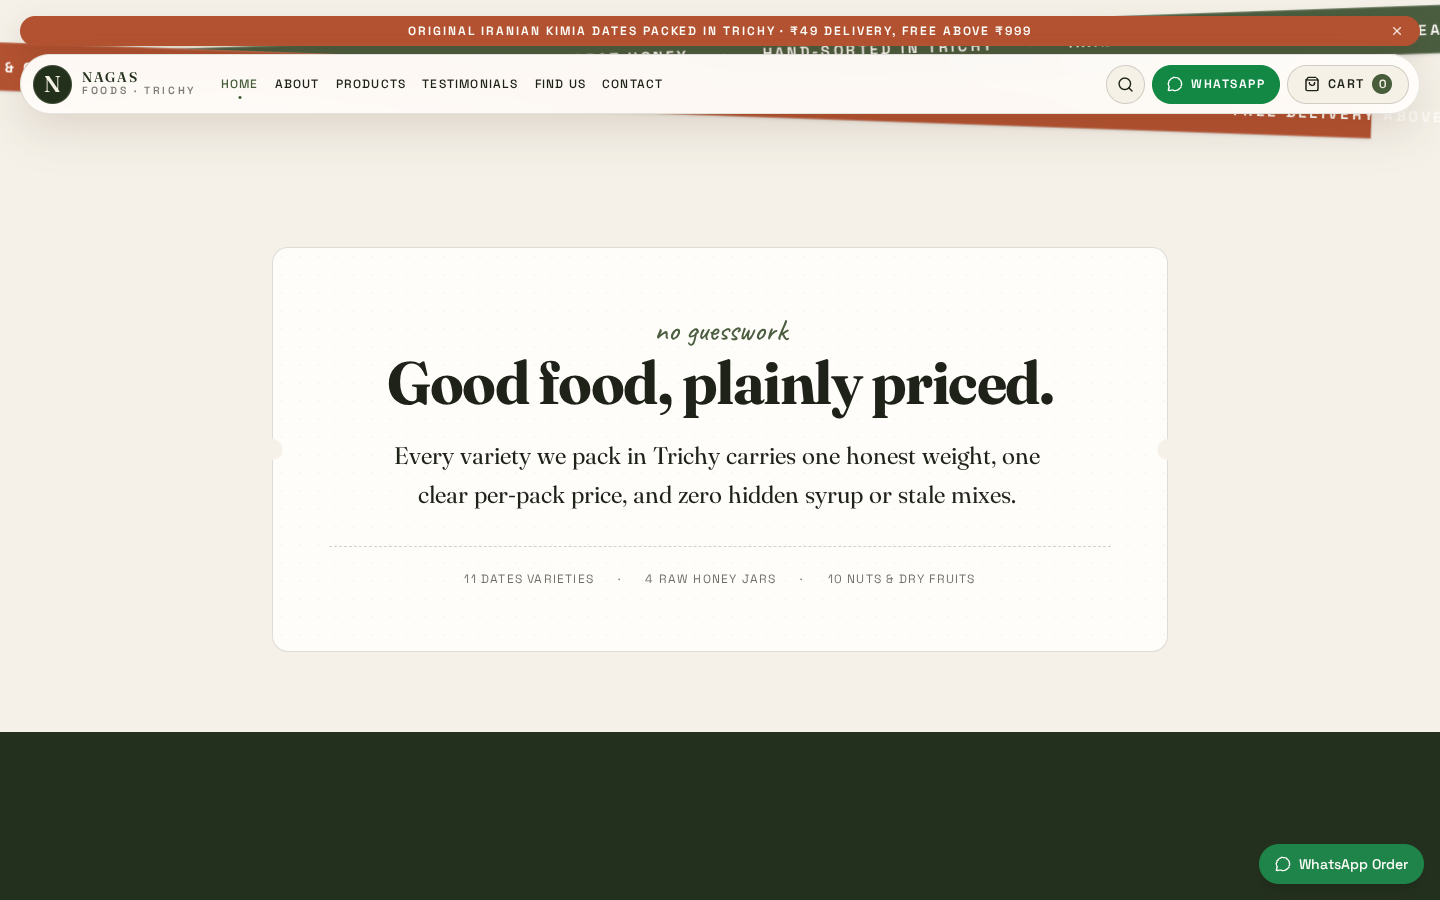 ORIGINAL IRANIAN KIMIA DATES PACKED IN TRICHY · ₹49 DELIVERY, FREE ABOVE ₹999
HAND-SORTED IN TRICHY
N
NAGAS
FOODS · TRICHY
HOME
ABOUT
PRODUCTS
TESTIMONIALS
FIND US
CONTACT
WHATSAPP
CART 0
FREE DELIVERY ABOVE
no guesswork
Good food, plainly priced.
Every variety we pack in Trichy carries one honest weight, one
clear per-pack price, and zero hidden syrup or stale mixes.
11 DATES VARIETIES · 4 RAW HONEY JARS · 10 NUTS & DRY FRUITS
WhatsApp Order